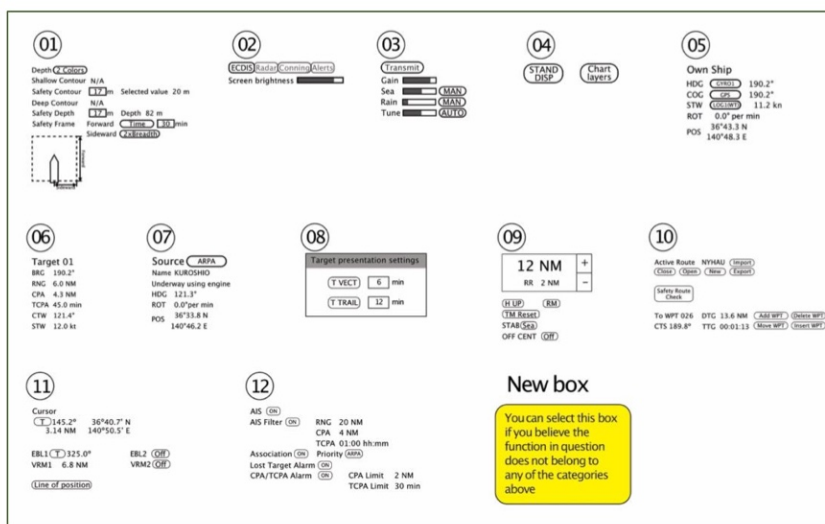 01
Depth 2 Colors
Shallow Contour N/A
Safety Contour 17 m Selected value 20 m
Deep Contour N/A
Safety Depth 17 m Depth 82 m
Safety Frame Forward Time 30 min
Sideward 2xBreadth
Forward
Sideward
02
ECDIS Radar Conning Alerts
Screen brightness
03
Transmit
Gain
Sea MAN
Rain MAN
Tune AUTO
04
STAND
DISP
Chart
layers
05
Own Ship
HDG GYRO1 190.2°
COG GPS 190.2°
STW LOG1(WT) 11.2 kn
ROT 0.0° per min
POS 36°43.3 N
140°48.3 E
06
Target 01
BRG 190.2°
RNG 6.0 NM
CPA 4.3 NM
TCPA 45.0 min
CTW 121.4°
STW 12.0 kt
07
Source ARPA
Name KUROSHIO
Underway using engine
HDG 121.3°
ROT 0.0°per min
POS 36°33.8 N
140°46.2 E
08
Target presentation settings
T VECT 6 min
T TRAIL 12 min
09
12 NM +
RR 2 NM −
H UP RM
TM Reset
STAB Sea
OFF CENT Off
10
Active Route NYHAU Import
Close Open New Export
Safety Route
Check
To WPT 026 DTG 13.6 NM Add WPT Delete WPT
CTS 189.8° TTG 00:01:13 Move WPT Insert WPT
11
Cursor
T 145.2° 36°40.7' N
3.14 NM 140°50.5' E
EBL1 T 325.0° EBL2 Off
VRM1 6.8 NM VRM2 Off
Line of position
12
AIS ON
AIS Filter ON RNG 20 NM
CPA 4 NM
TCPA 01:00 hh:mm
Association ON Priority ARPA
Lost Target Alarm ON
CPA/TCPA Alarm ON CPA Limit 2 NM
TCPA Limit 30 min
New box
You can select this box
if you believe the
function in question
does not belong to
any of the categories
above